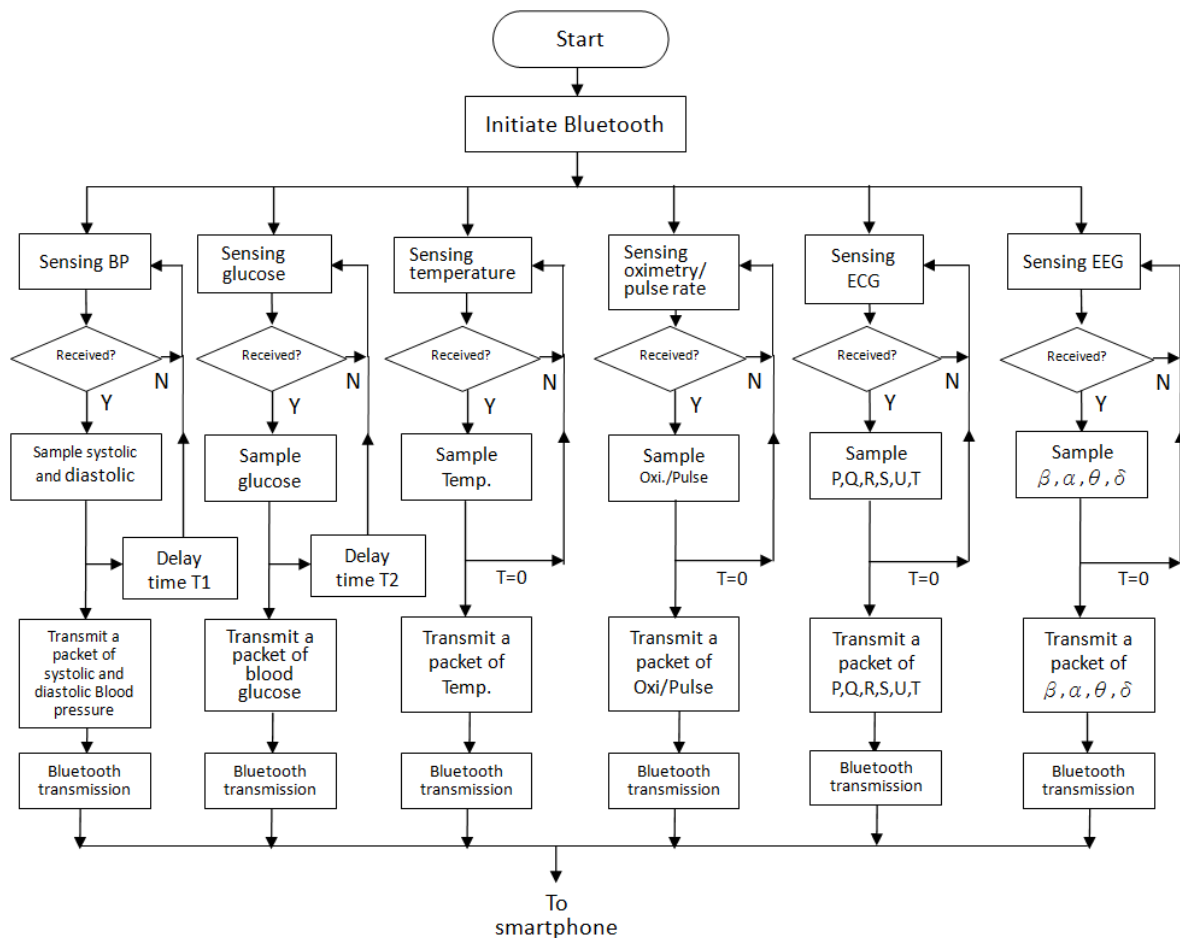 Start
Initiate Bluetooth
Sensing BP
Sensing
glucose
Sensing
temperature
Sensing
oximetry/
pulse rate
Sensing
ECG
Sensing EEG
Received?
N
Y
Received?
N
Y
Received?
N
Y
Received?
N
Y
Received?
N
Y
Received?
N
Y
Sample systolic
and diastolic
Sample
glucose
Sample
Temp.
Sample
Oxi./Pulse
Sample
P,Q,R,S,U,T
Sample
β,α,θ,δ
Delay
time T1
Delay
time T2
T=0
T=0
T=0
T=0
Transmit a
packet of
systolic and
diastolic Blood
pressure
Transmit a
packet of
blood
glucose
Transmit a
packet of
Temp.
Transmit a
packet of
Oxi/Pulse
Transmit a
packet of
P,Q,R,S,U,T
Transmit a
packet of
β,α,θ,δ
Bluetooth
transmission
Bluetooth
transmission
Bluetooth
transmission
Bluetooth
transmission
Bluetooth
transmission
Bluetooth
transmission
To
smartphone